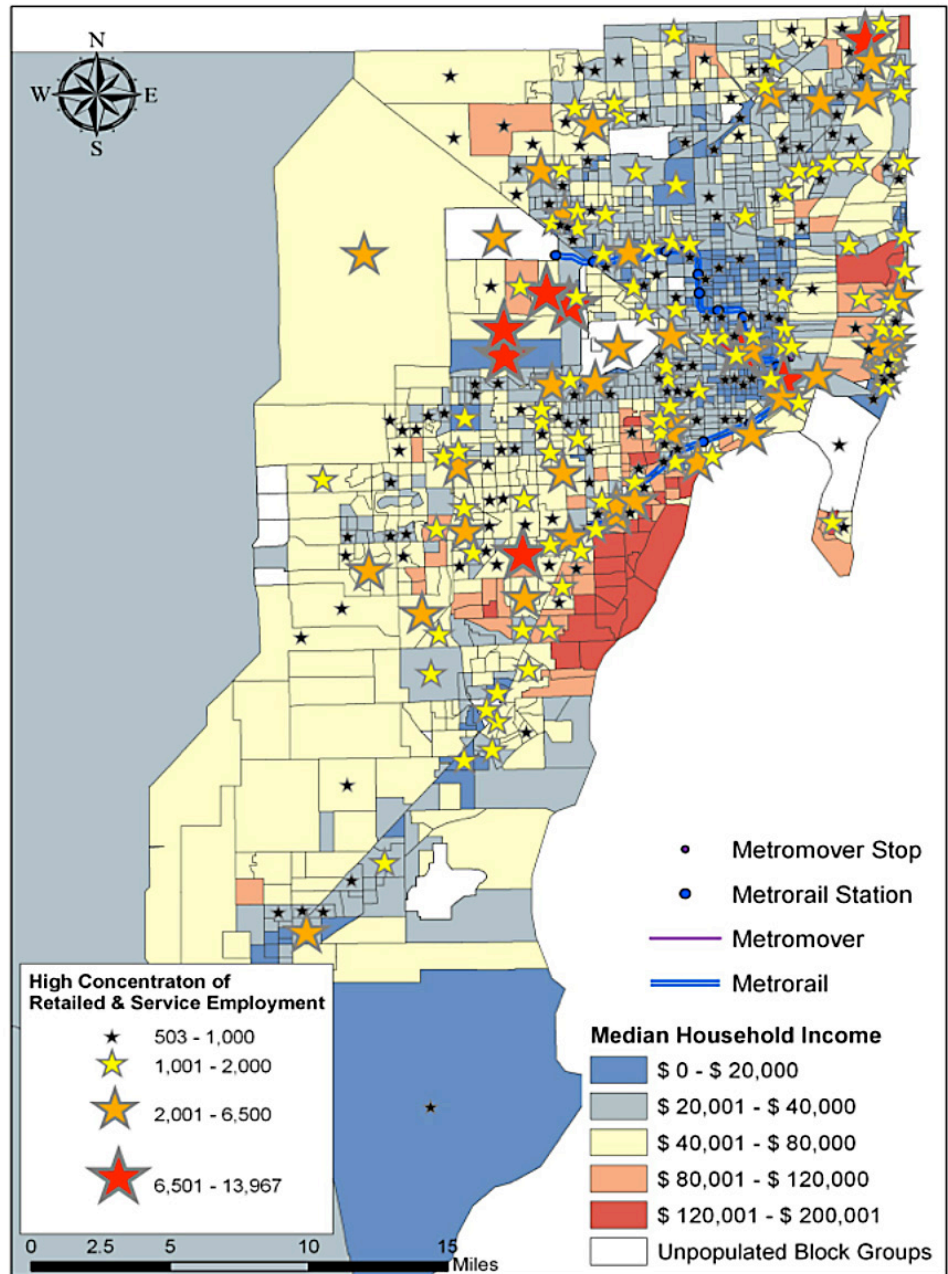 N
W E
S
Metromover Stop
Metrorail Station
Metromover
Metrorail
High Concentraton of
Retailed & Service Employment
503 - 1,000
1,001 - 2,000
2,001 - 6,500
6,501 - 13,967
Median Household Income
$ 0 - $ 20,000
$ 20,001 - $ 40,000
$ 40,001 - $ 80,000
$ 80,001 - $ 120,000
$ 120,001 - $ 200,001
Unpopulated Block Groups
0 2.5 5 10 15
Miles